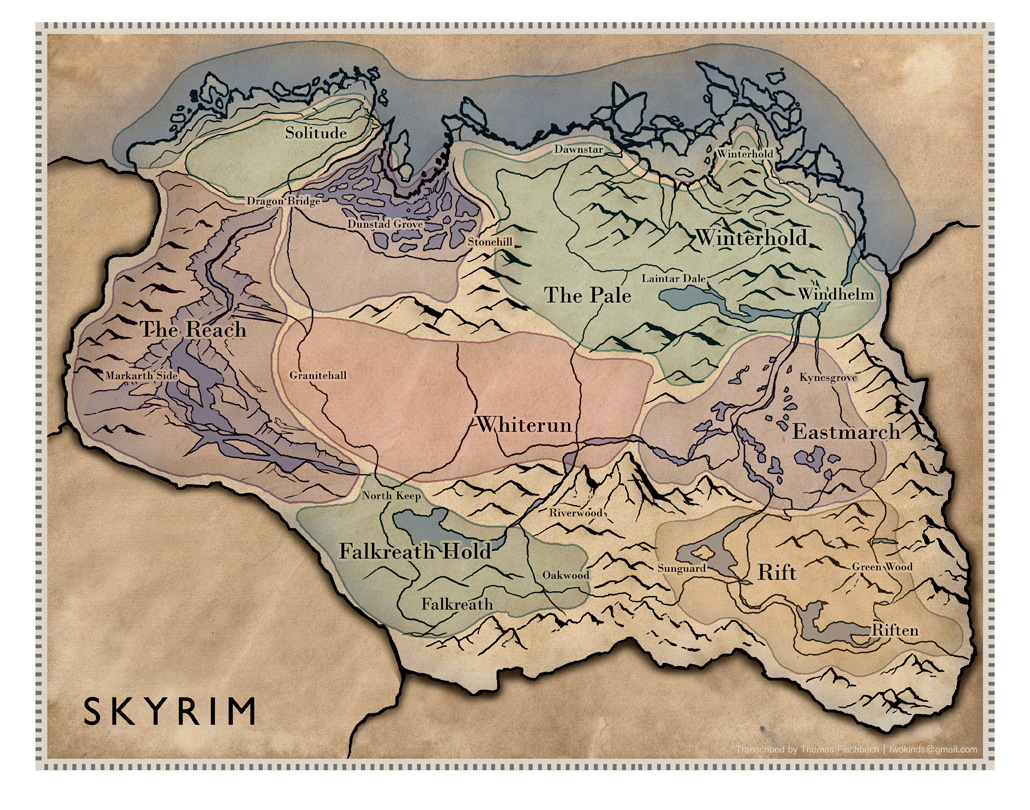 Solitude
Dawnstar
Winterhold
Dragon Bridge
Dunstad Grove
Stonehill
Winterhold
Laintar Dale
The Pale
Windhelm
The Reach
Markarth Side
Granitehall
Kynesgrove
Whiterun
Eastmarch
North Keep
Riverwood
Falkreath Hold
Sunguard
Rift
Green Wood
Oakwood
Falkreath
Riften
SKYRIM
Transcribed by Thomas Fischbach | twokinds@gmail.com